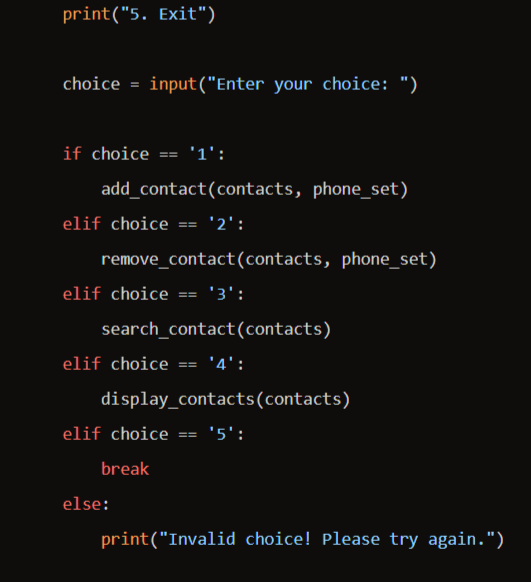 print("5. Exit")
choice = input("Enter your choice: ")
if choice == '1':
add_contact(contacts, phone_set)
elif choice == '2':
remove_contact(contacts, phone_set)
elif choice == '3':
search_contact(contacts)
elif choice == '4':
display_contacts(contacts)
elif choice == '5':
break
else:
print("Invalid choice! Please try again.")